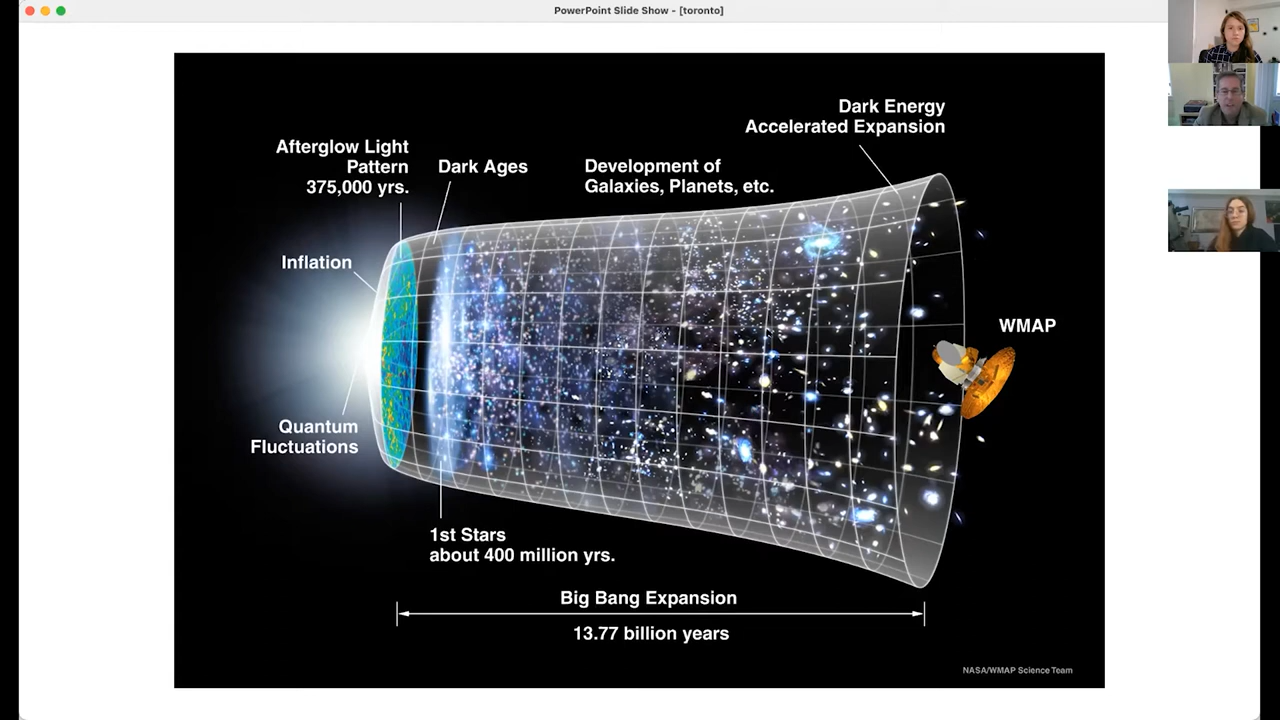 PowerPoint Slide Show - [toronto]
Dark Energy
Accelerated Expansion
Afterglow Light
Pattern
375,000 yrs.
Dark Ages
Development of
Galaxies, Planets, etc.
Inflation
WMAP
Quantum
Fluctuations
1st Stars
about 400 million yrs.
Big Bang Expansion
13.77 billion years
NASA/WMAP Science Team